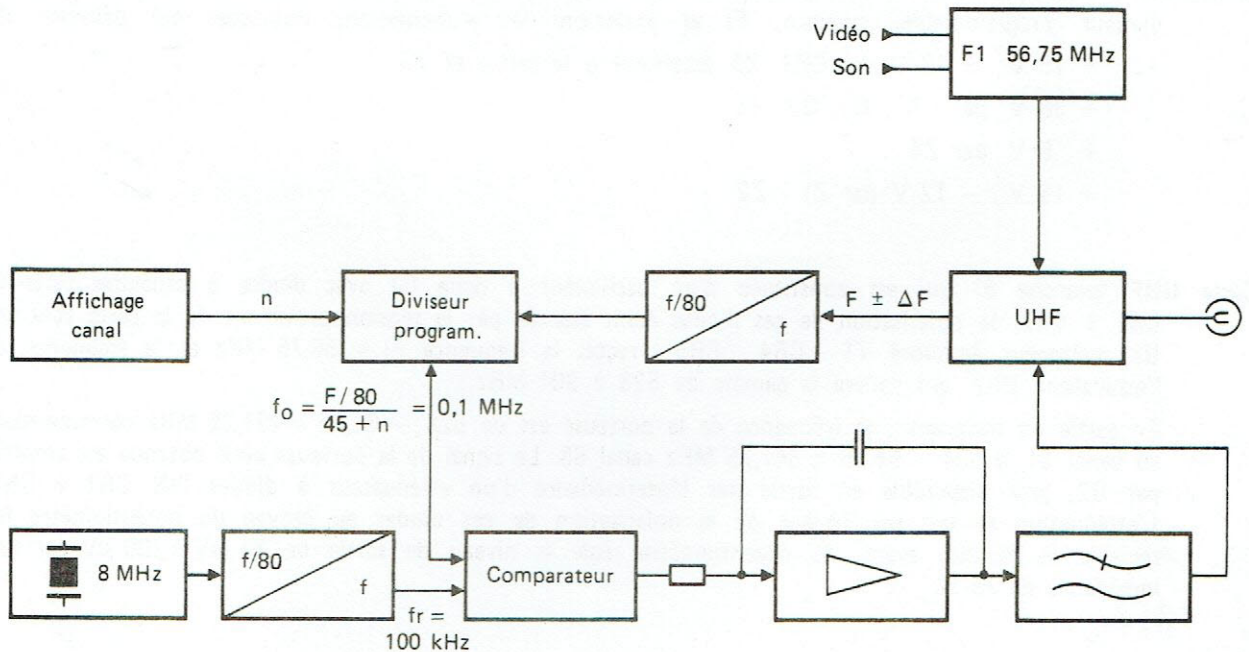 Vidéo
Son
F1 56,75 MHz
Affichage
canal
n
Diviseur
program.
f/80
f
F ± ΔF
UHF
fo = F/80 / 45 + n = 0,1 MHz
8 MHz
f/80
f
fr =
100 kHz
Comparateur